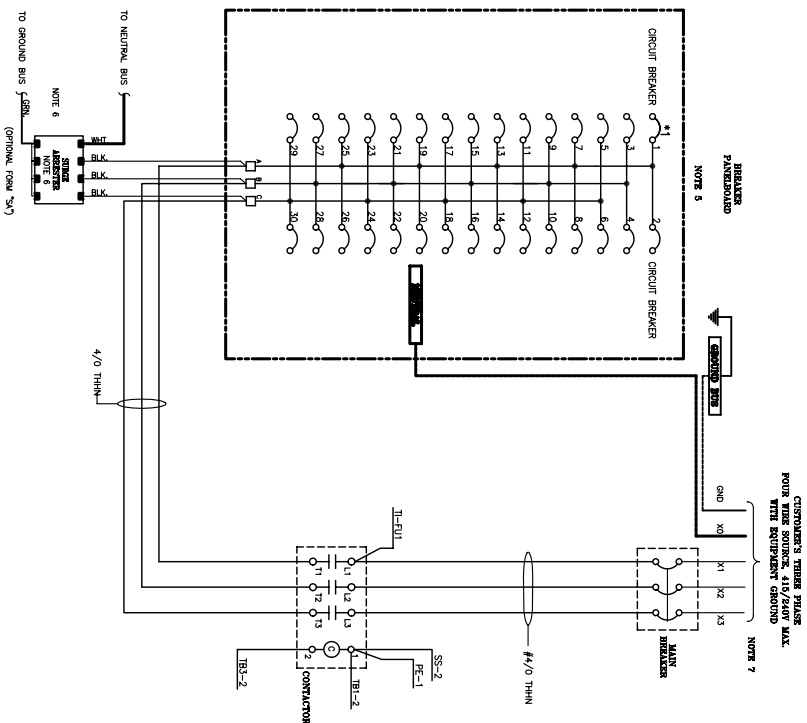 CUSTOMER'S THREE PHASE
FOUR WIRE SOURCE, 415/240V MAX.
WITH EQUIPMENT GROUND
NOTE 7
GND
X0
X1
X2
X3
MAIN
BREAKER
#4/0 THHN
GROUND BUS
BREAKER
PANELBOARD
NOTE 5
CIRCUIT BREAKER
CIRCUIT BREAKER
*1
1
2
3
4
5
6
7
8
9
10
11
12
13
14
15
16
17
18
19
20
21
22
23
24
25
26
27
28
29
30
NEUTRAL
A
B
C
TO NEUTRAL BUS
TO GROUND BUS
GRN.
WHT.
BLK.
BLK.
BLK.
NOTE 6
SURGE
ARRESTER
NOTE 6
(OPTIONAL FORM "SA")
4/0 THHN
TI-FU1
L1
L2
L3
T1
T2
T3
C
1
2
CONTACTOR
SS-2
PE-1
TB1-2
TB3-2